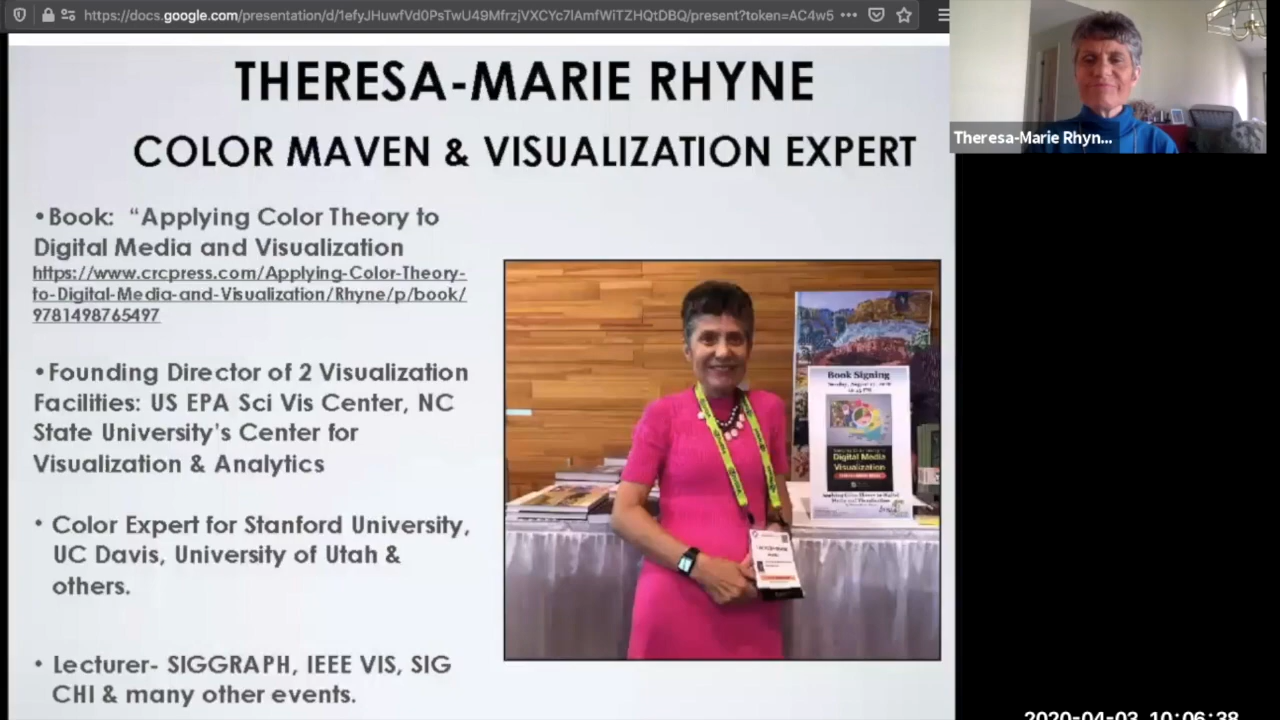 https://docs.google.com/presentation/d/1efyJHuwfVd0PsTwU49MfrzjVXCYc7lAmfWiTZHQtDBQ/present?token=AC4w5
THERESA-MARIE RHYNE
COLOR MAVEN & VISUALIZATION EXPERT
Theresa-Marie Rhyn...
•Book: “Applying Color Theory to
Digital Media and Visualization
https://www.crcpress.com/Applying-Color-Theory-
to-Digital-Media-and-Visualization/Rhyne/p/book/
9781498765497
•Founding Director of 2 Visualization
Facilities: US EPA Sci Vis Center, NC
State University's Center for
Visualization & Analytics
• Color Expert for Stanford University,
UC Davis, University of Utah &
others.
• Lecturer- SIGGRAPH, IEEE VIS, SIG
CHI & many other events.
Book Signing
Digital Media
Visualization
2020-04-03 10:06:38